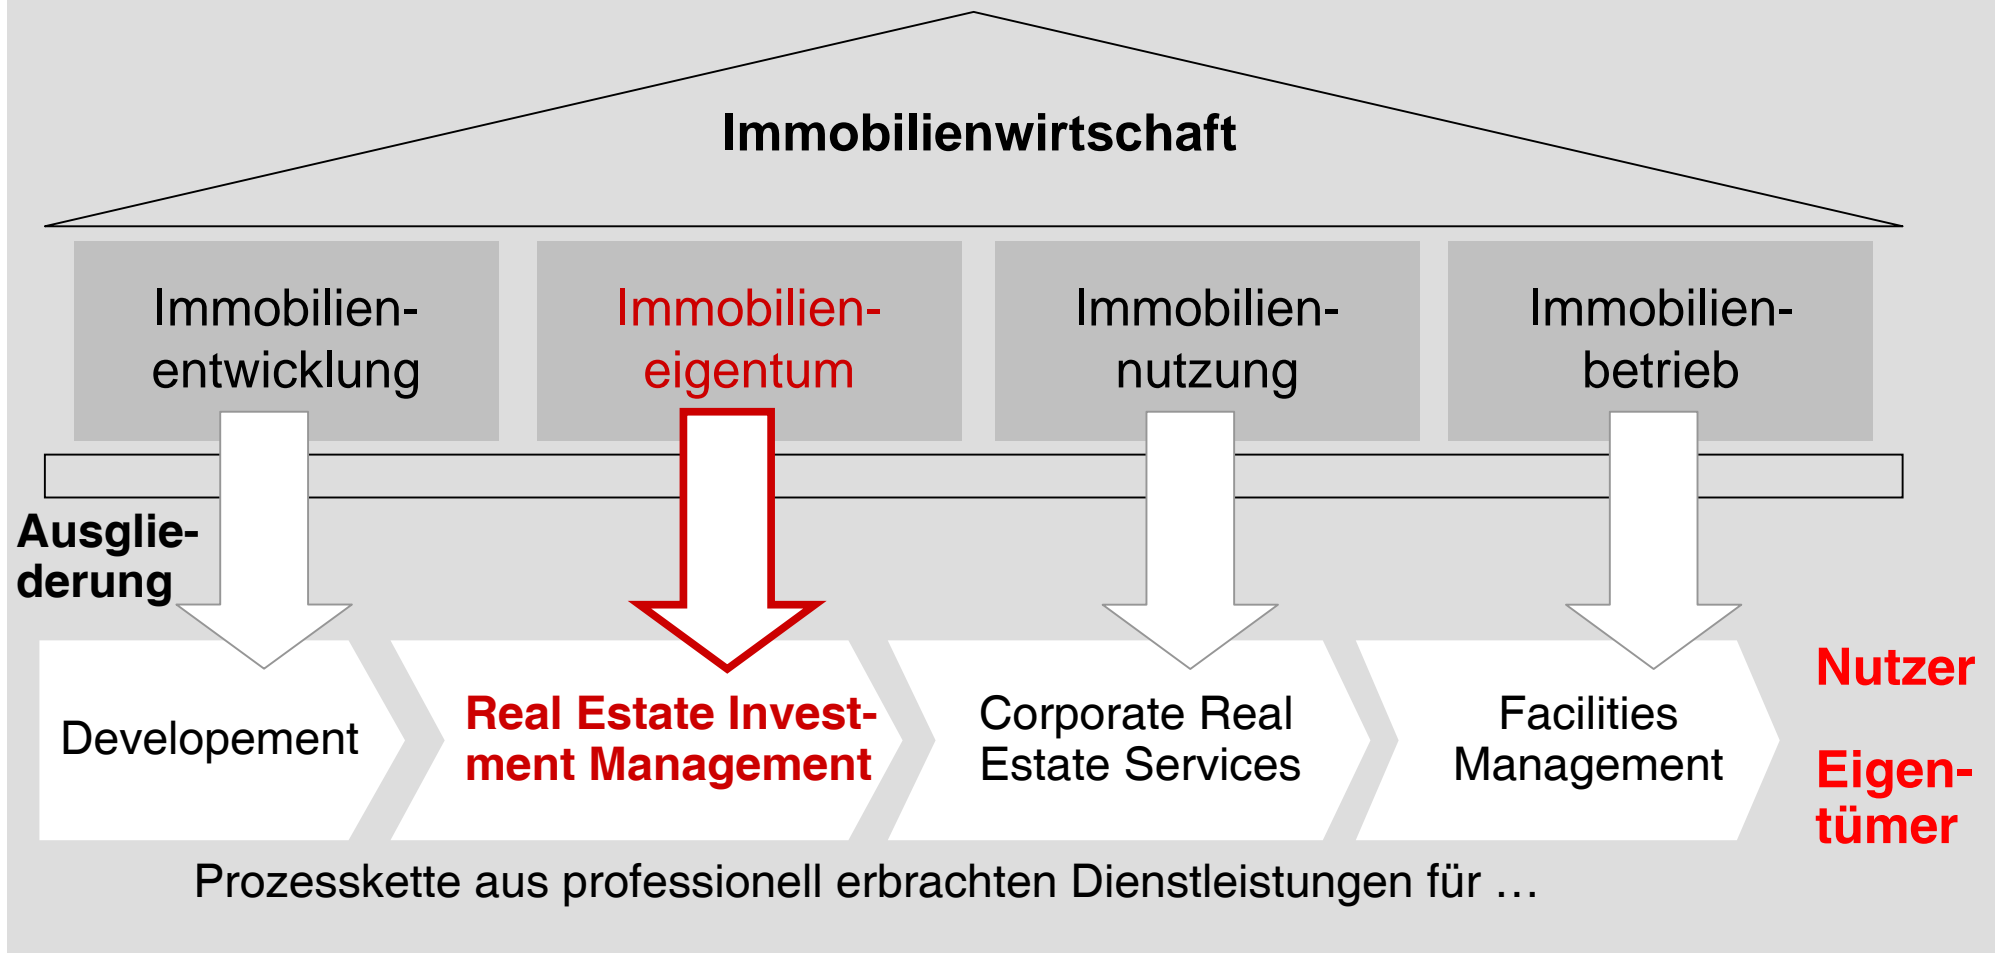 Immobilienwirtschaft
Immobilien-
entwicklung
Immobilien-
eigentum
Immobilien-
nutzung
Immobilien-
betrieb
Ausglie-
derung
Developement
Real Estate Invest-
ment Management
Corporate Real
Estate Services
Facilities
Management
Nutzer
Eigen-
tümer
Prozesskette aus professionell erbrachten Dienstleistungen für …